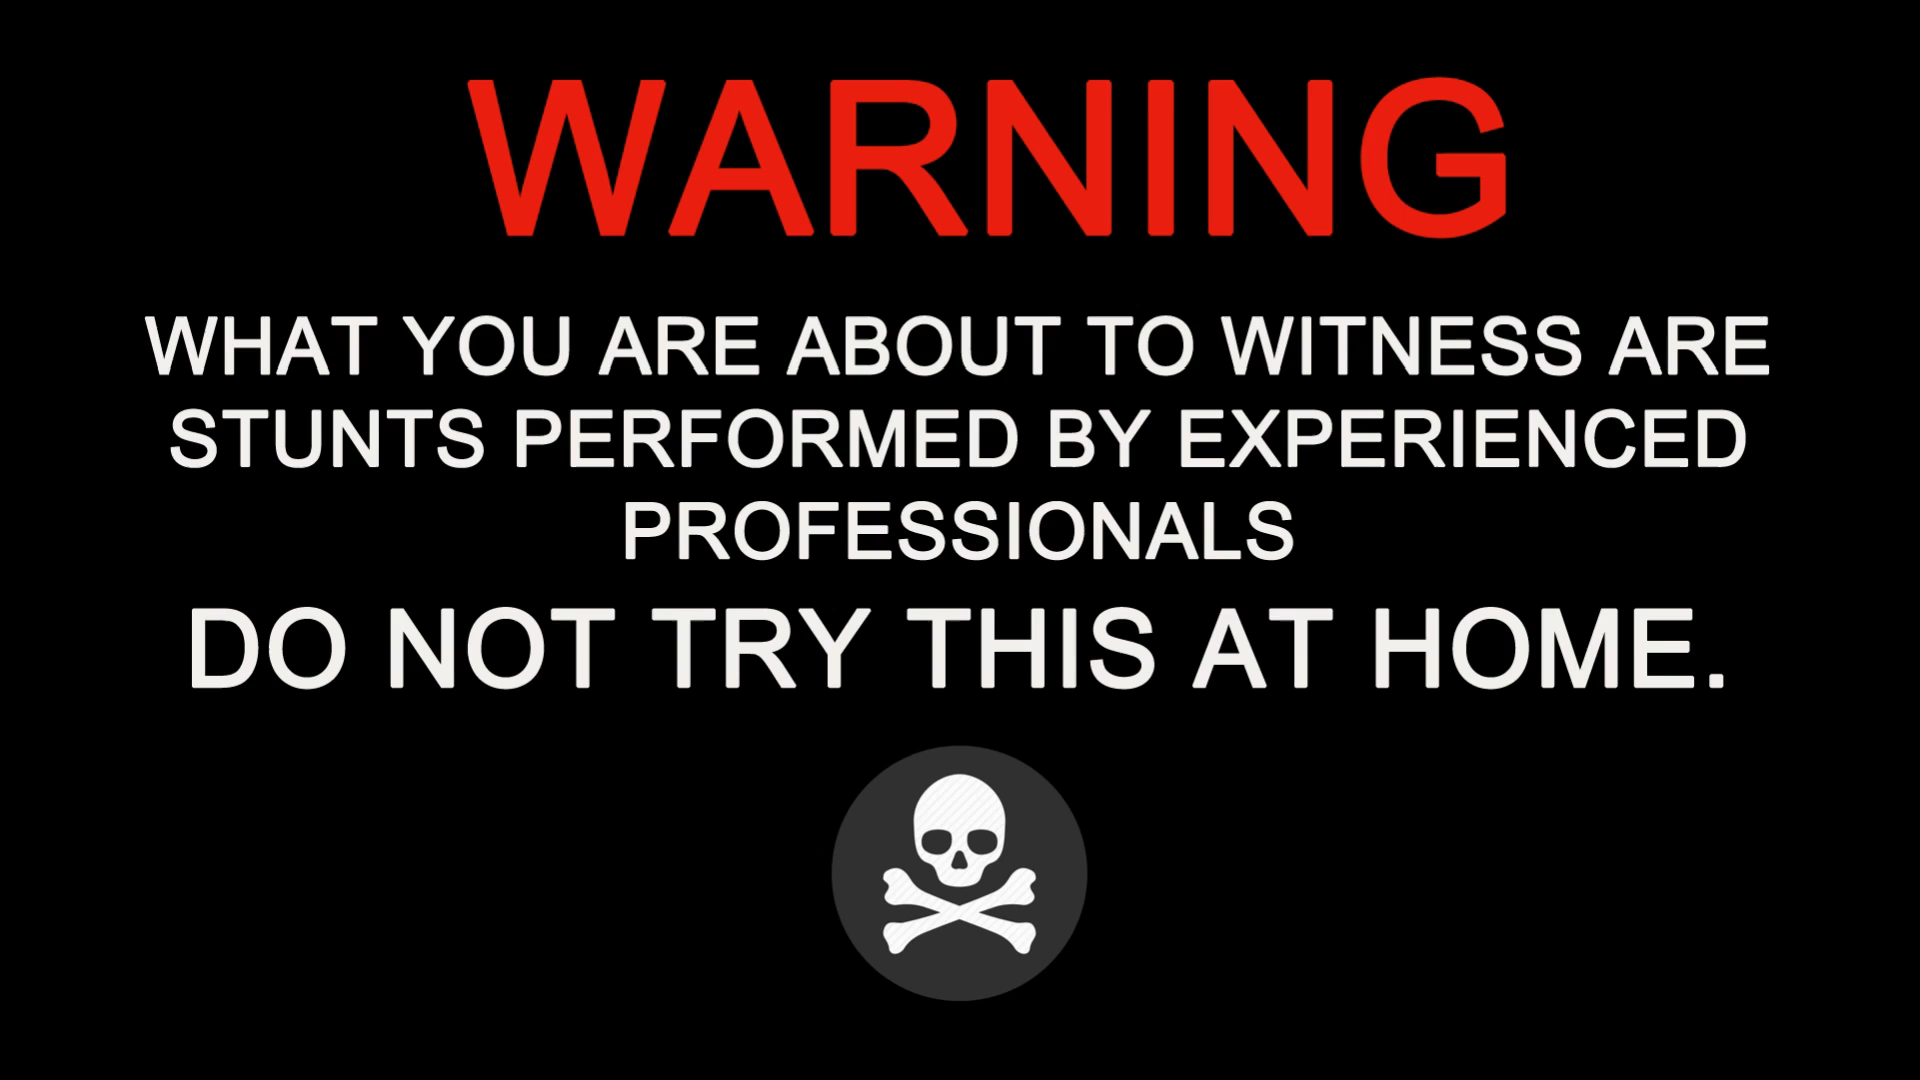 WARNING
WHAT YOU ARE ABOUT TO WITNESS ARE
STUNTS PERFORMED BY EXPERIENCED
PROFESSIONALS
DO NOT TRY THIS AT HOME.